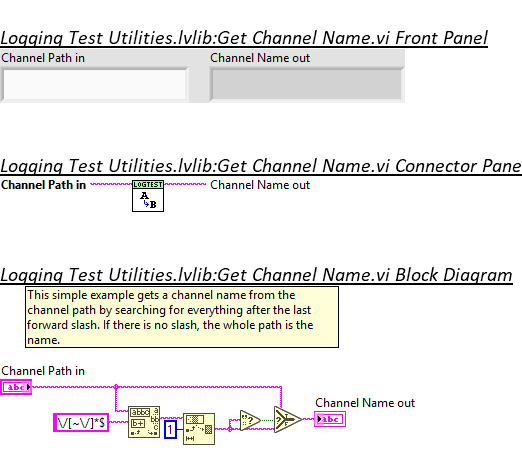 Logging Test Utilities.lvlib:Get Channel Name.vi Front Panel
Channel Path in
Channel Name out
Logging Test Utilities.lvlib:Get Channel Name.vi Connector Pane
Channel Path in
LOGTEST
A
B
Channel Name out
Logging Test Utilities.lvlib:Get Channel Name.vi Block Diagram
This simple example gets a channel name from the
channel path by searching for everything after the last
forward slash. If there is no slash, the whole path is the
name.
Channel Path in
abc
Channel Name out
abc
\/[~\/]*$
1